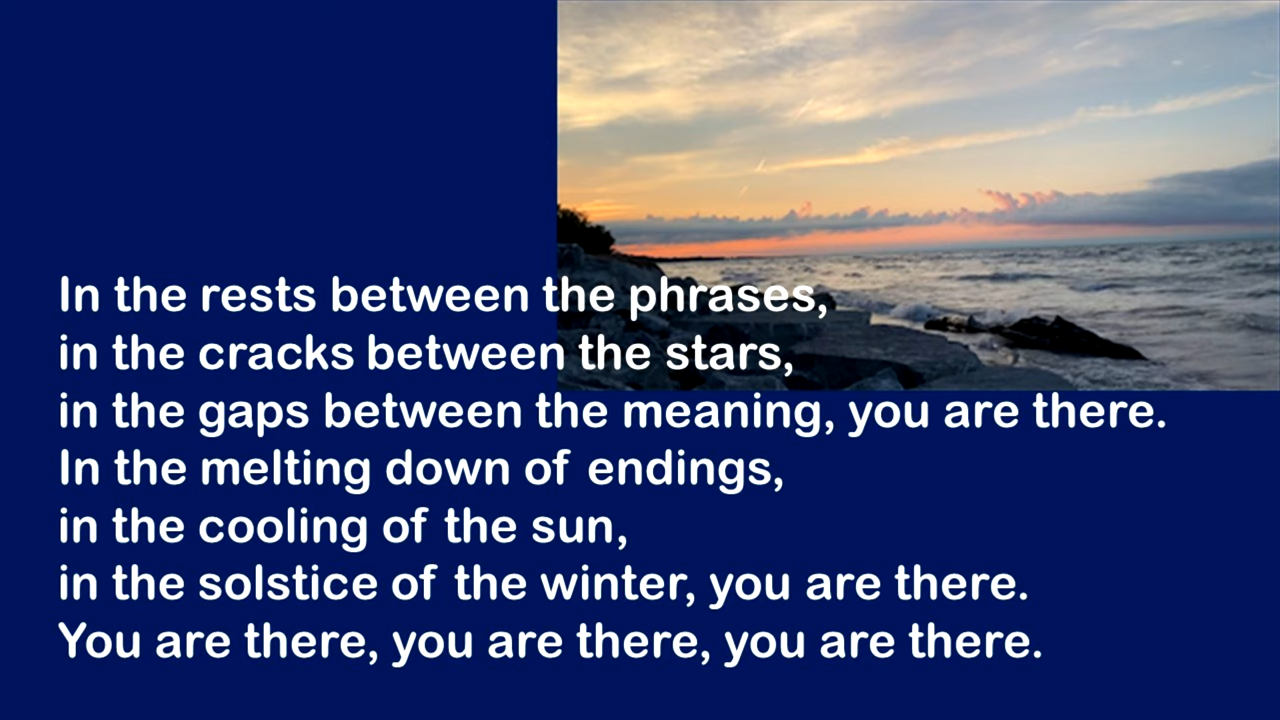 In the rests between the phrases,
in the cracks between the stars,
in the gaps between the meaning, you are there.
In the melting down of endings,
in the cooling of the sun,
in the solstice of the winter, you are there.
You are there, you are there, you are there.